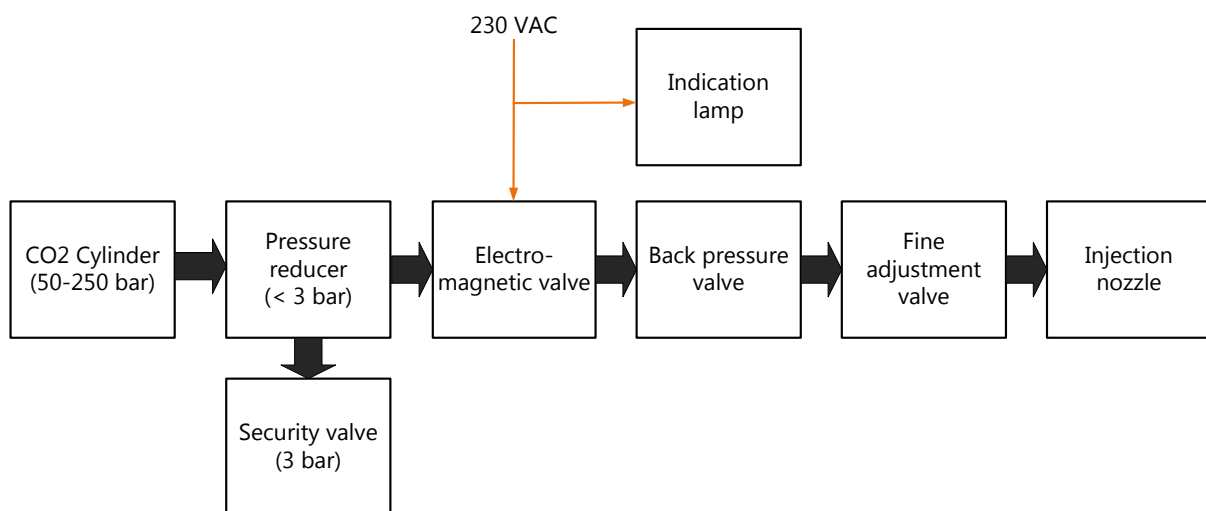 230 VAC
Indication
lamp
CO2 Cylinder
(50-250 bar)
Pressure
reducer
(< 3 bar)
Electro-
magnetic valve
Back pressure
valve
Fine
adjustment
valve
Injection
nozzle
Security valve
(3 bar)